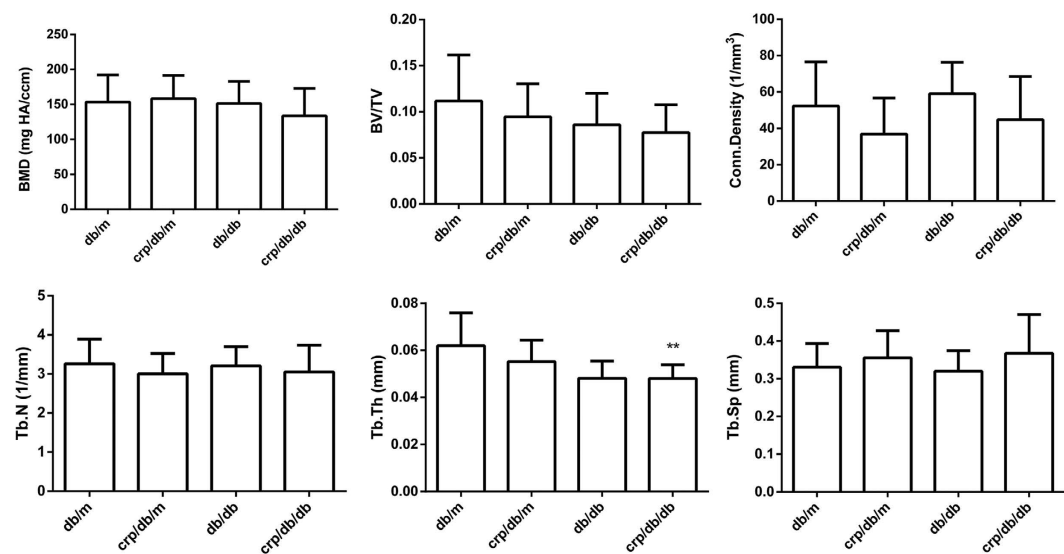 BMD (mg HA/ccm)
250
200
150
100
50
0
db/m
crp/db/m
db/db
crp/db/db
BV/TV
0.20
0.15
0.10
0.05
0.00
db/m
crp/db/m
db/db
crp/db/db
Conn.Density (1/mm³)
100
80
60
40
20
0
db/m
crp/db/m
db/db
crp/db/db
Tb.N (1/mm)
5
4
3
2
1
0
db/m
crp/db/m
db/db
crp/db/db
Tb.Th (mm)
0.08
0.06
0.04
0.02
0.00
**
db/m
crp/db/m
db/db
crp/db/db
Tb.Sp (mm)
0.5
0.4
0.3
0.2
0.1
0.0
db/m
crp/db/m
db/db
crp/db/db